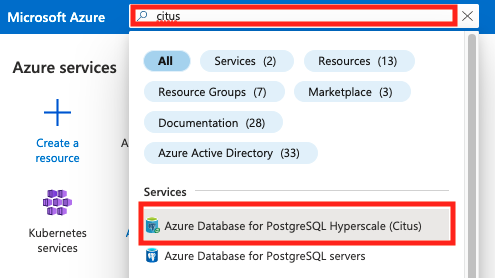 Microsoft Azure
citus
Azure services
All
Services (2)
Resources (13)
Resource Groups (7)
Marketplace (3)
Documentation (28)
Azure Active Directory (33)
Create a
resource
A
Services
Kubernetes
services
Azure Database for PostgreSQL Hyperscale (Citus)
Azure Database for PostgreSQL servers